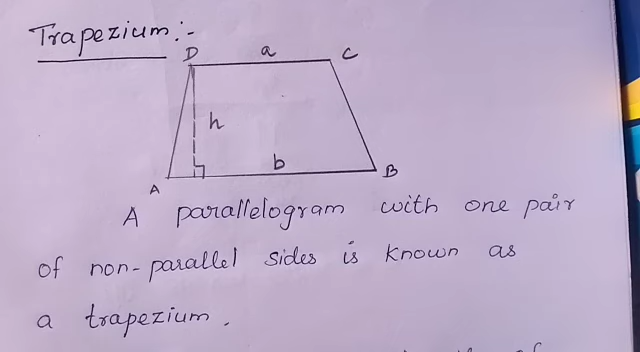 Trapezium :-
D a C
h
b
A B
A parallelogram with one pair
of non-parallel sides is known as
a trapezium.